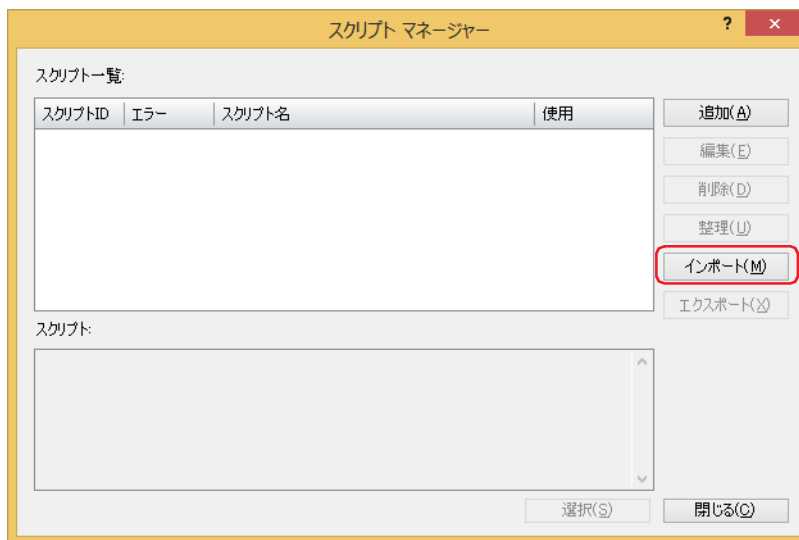 スクリプト マネージャー
?
×
スクリプト一覧:
スクリプトID エラー スクリプト名 使用
追加(A)
編集(E)
削除(D)
整理(U)
インポート(M)
エクスポート(X)
スクリプト:
選択(S)
閉じる(C)